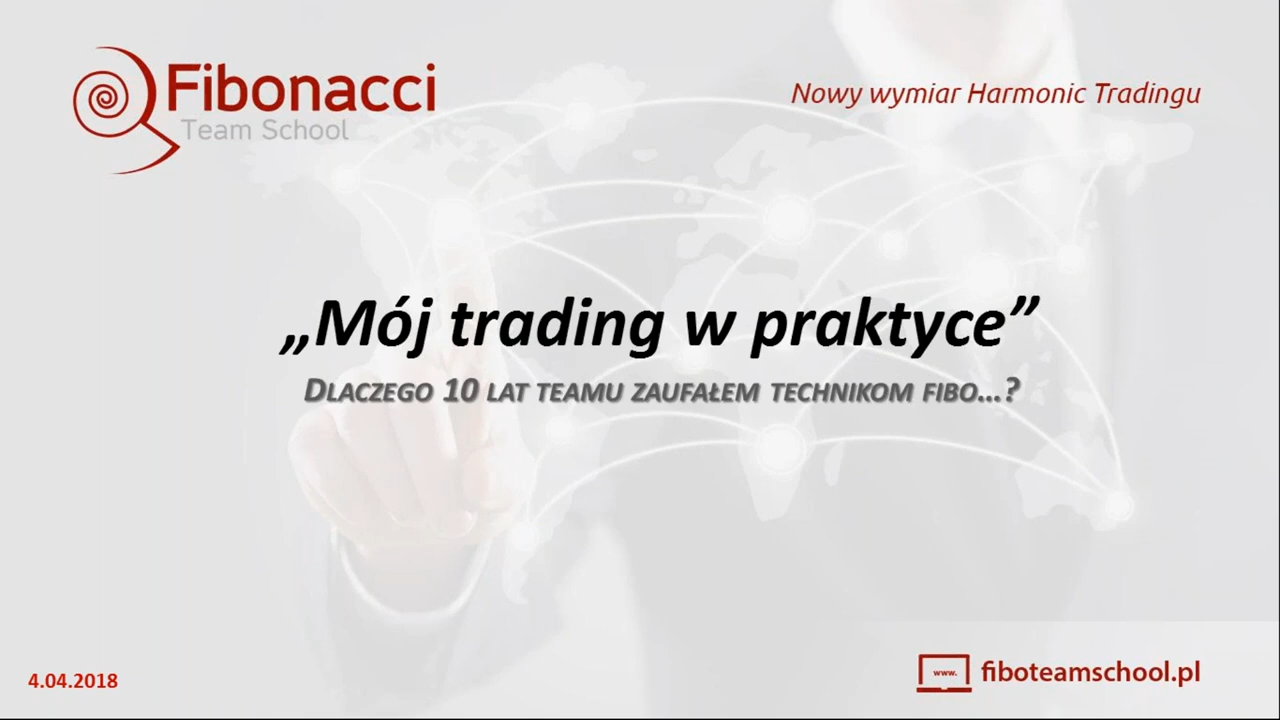 Fibonacci
Team School
Nowy wymiar Harmonic Tradingu
„Mój trading w praktyce”
Dlaczego 10 lat teamu zaufałem technikom fibo…?
4.04.2018
www.
fiboteamschool.pl